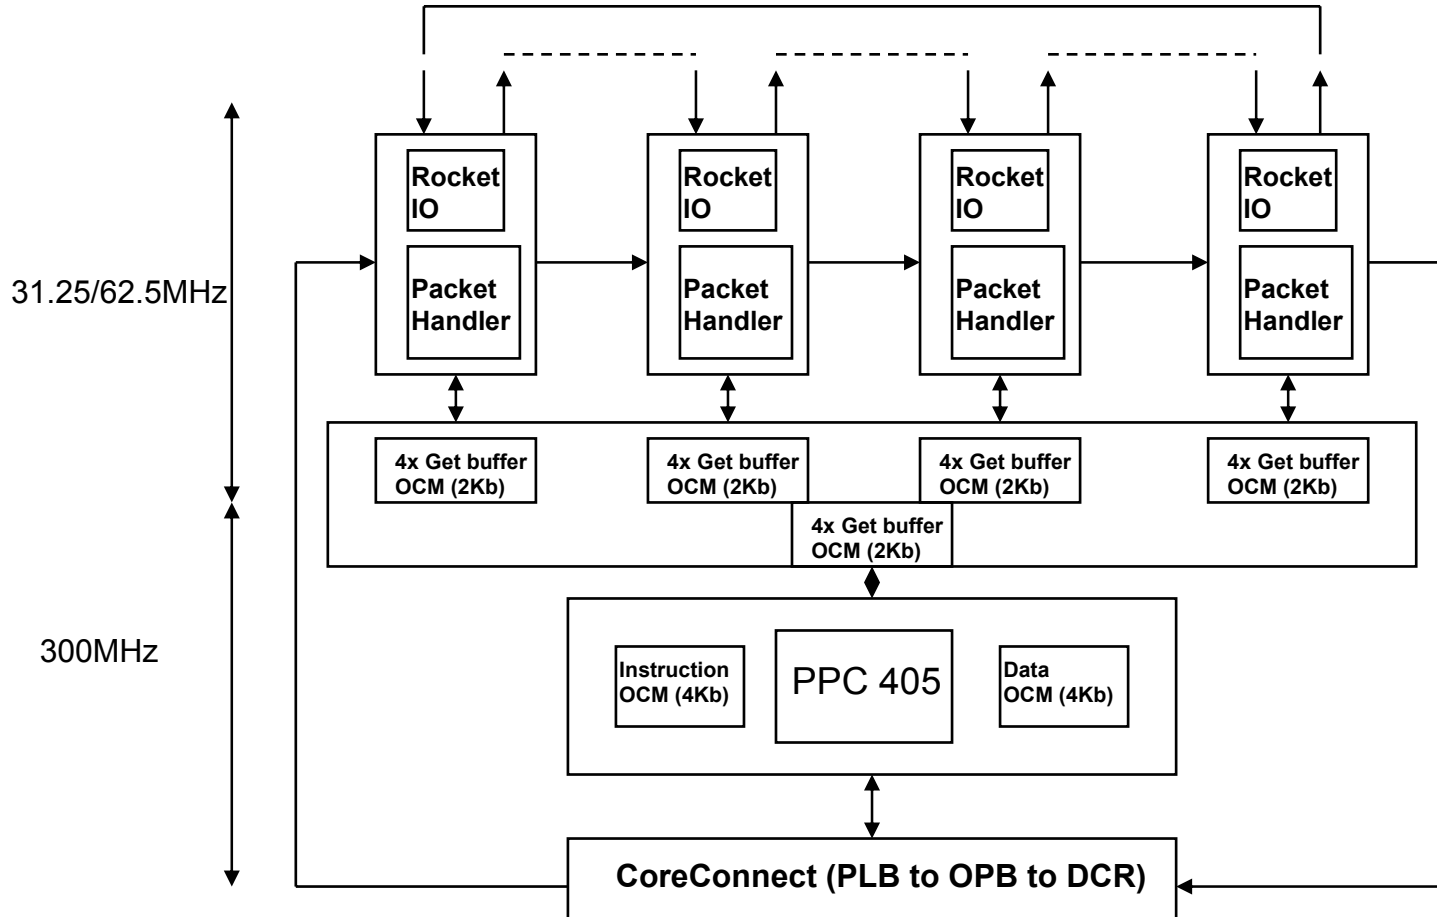 Rocket
IO
Rocket
IO
Rocket
IO
Rocket
IO
31.25/62.5MHz
Packet
Handler
Packet
Handler
Packet
Handler
Packet
Handler
4x Get buffer
OCM (2Kb)
4x Get buffer
OCM (2Kb)
4x Get buffer
OCM (2Kb)
4x Get buffer
OCM (2Kb)
4x Get buffer
OCM (2Kb)
300MHz
Instruction
OCM (4Kb)
PPC 405
Data
OCM (4Kb)
CoreConnect (PLB to OPB to DCR)